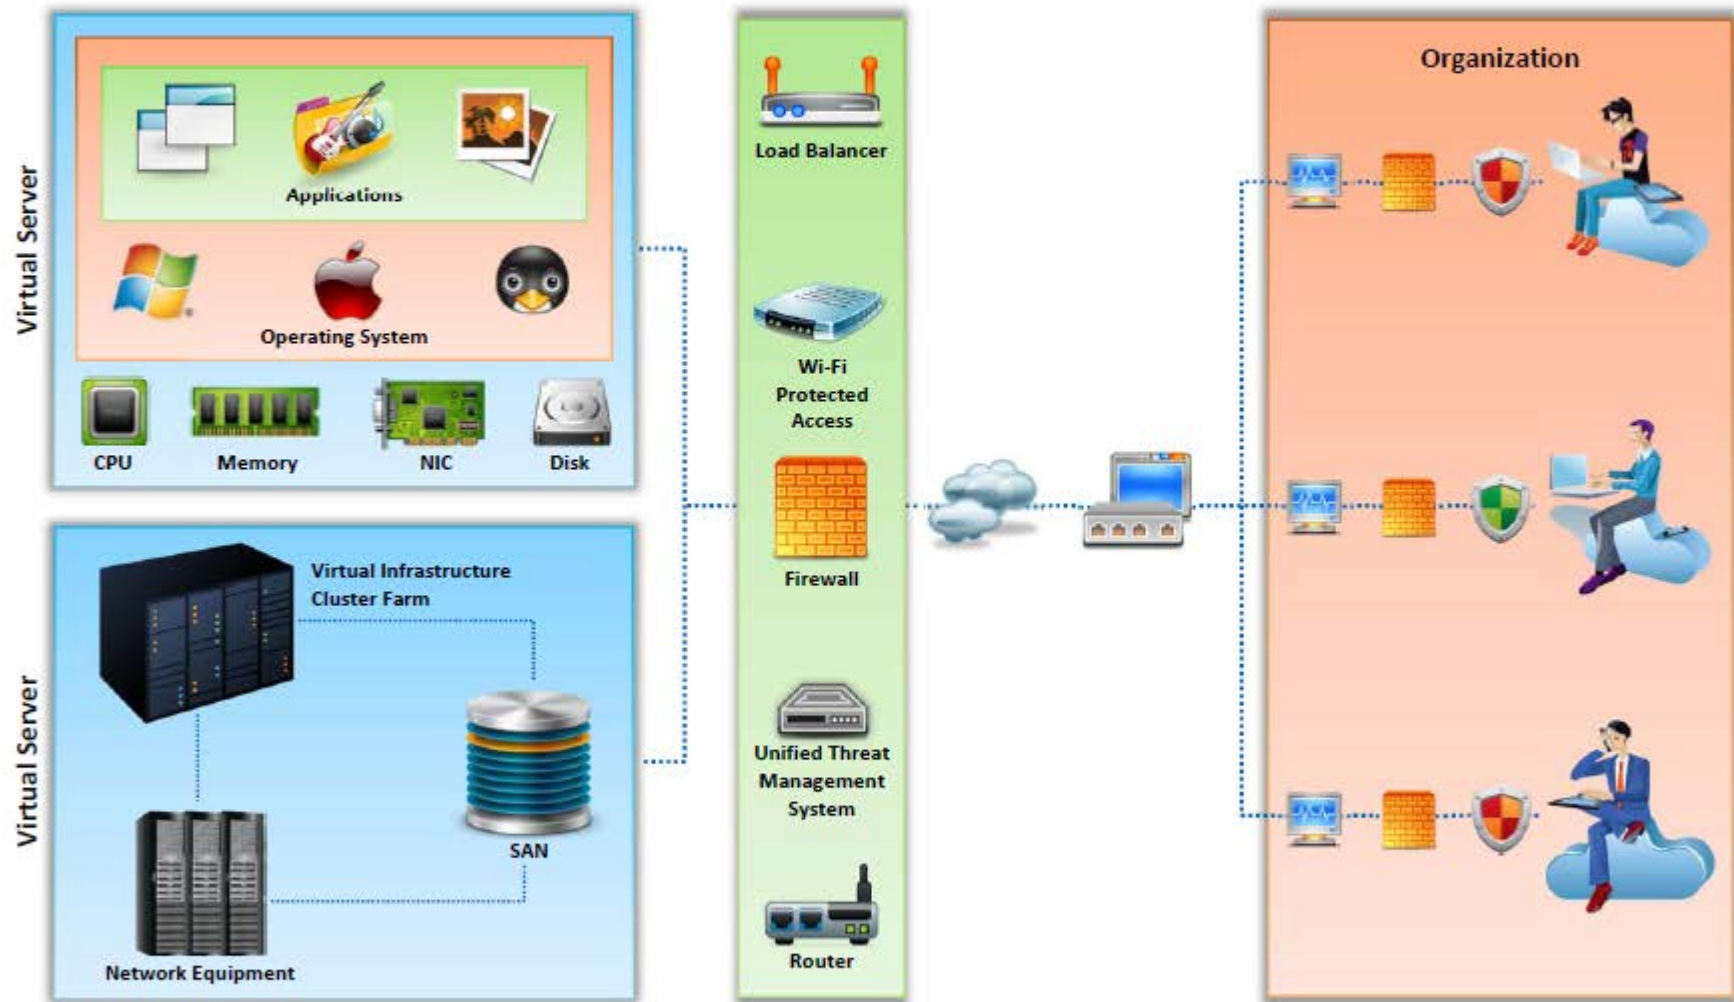 Virtual Server
Applications
Operating System
CPU
Memory
NIC
Disk
Virtual Server
Virtual Infrastructure
Cluster Farm
SAN
Network Equipment
Load Balancer
Wi-Fi
Protected
Access
Firewall
Unified Threat
Management
System
Router
Organization